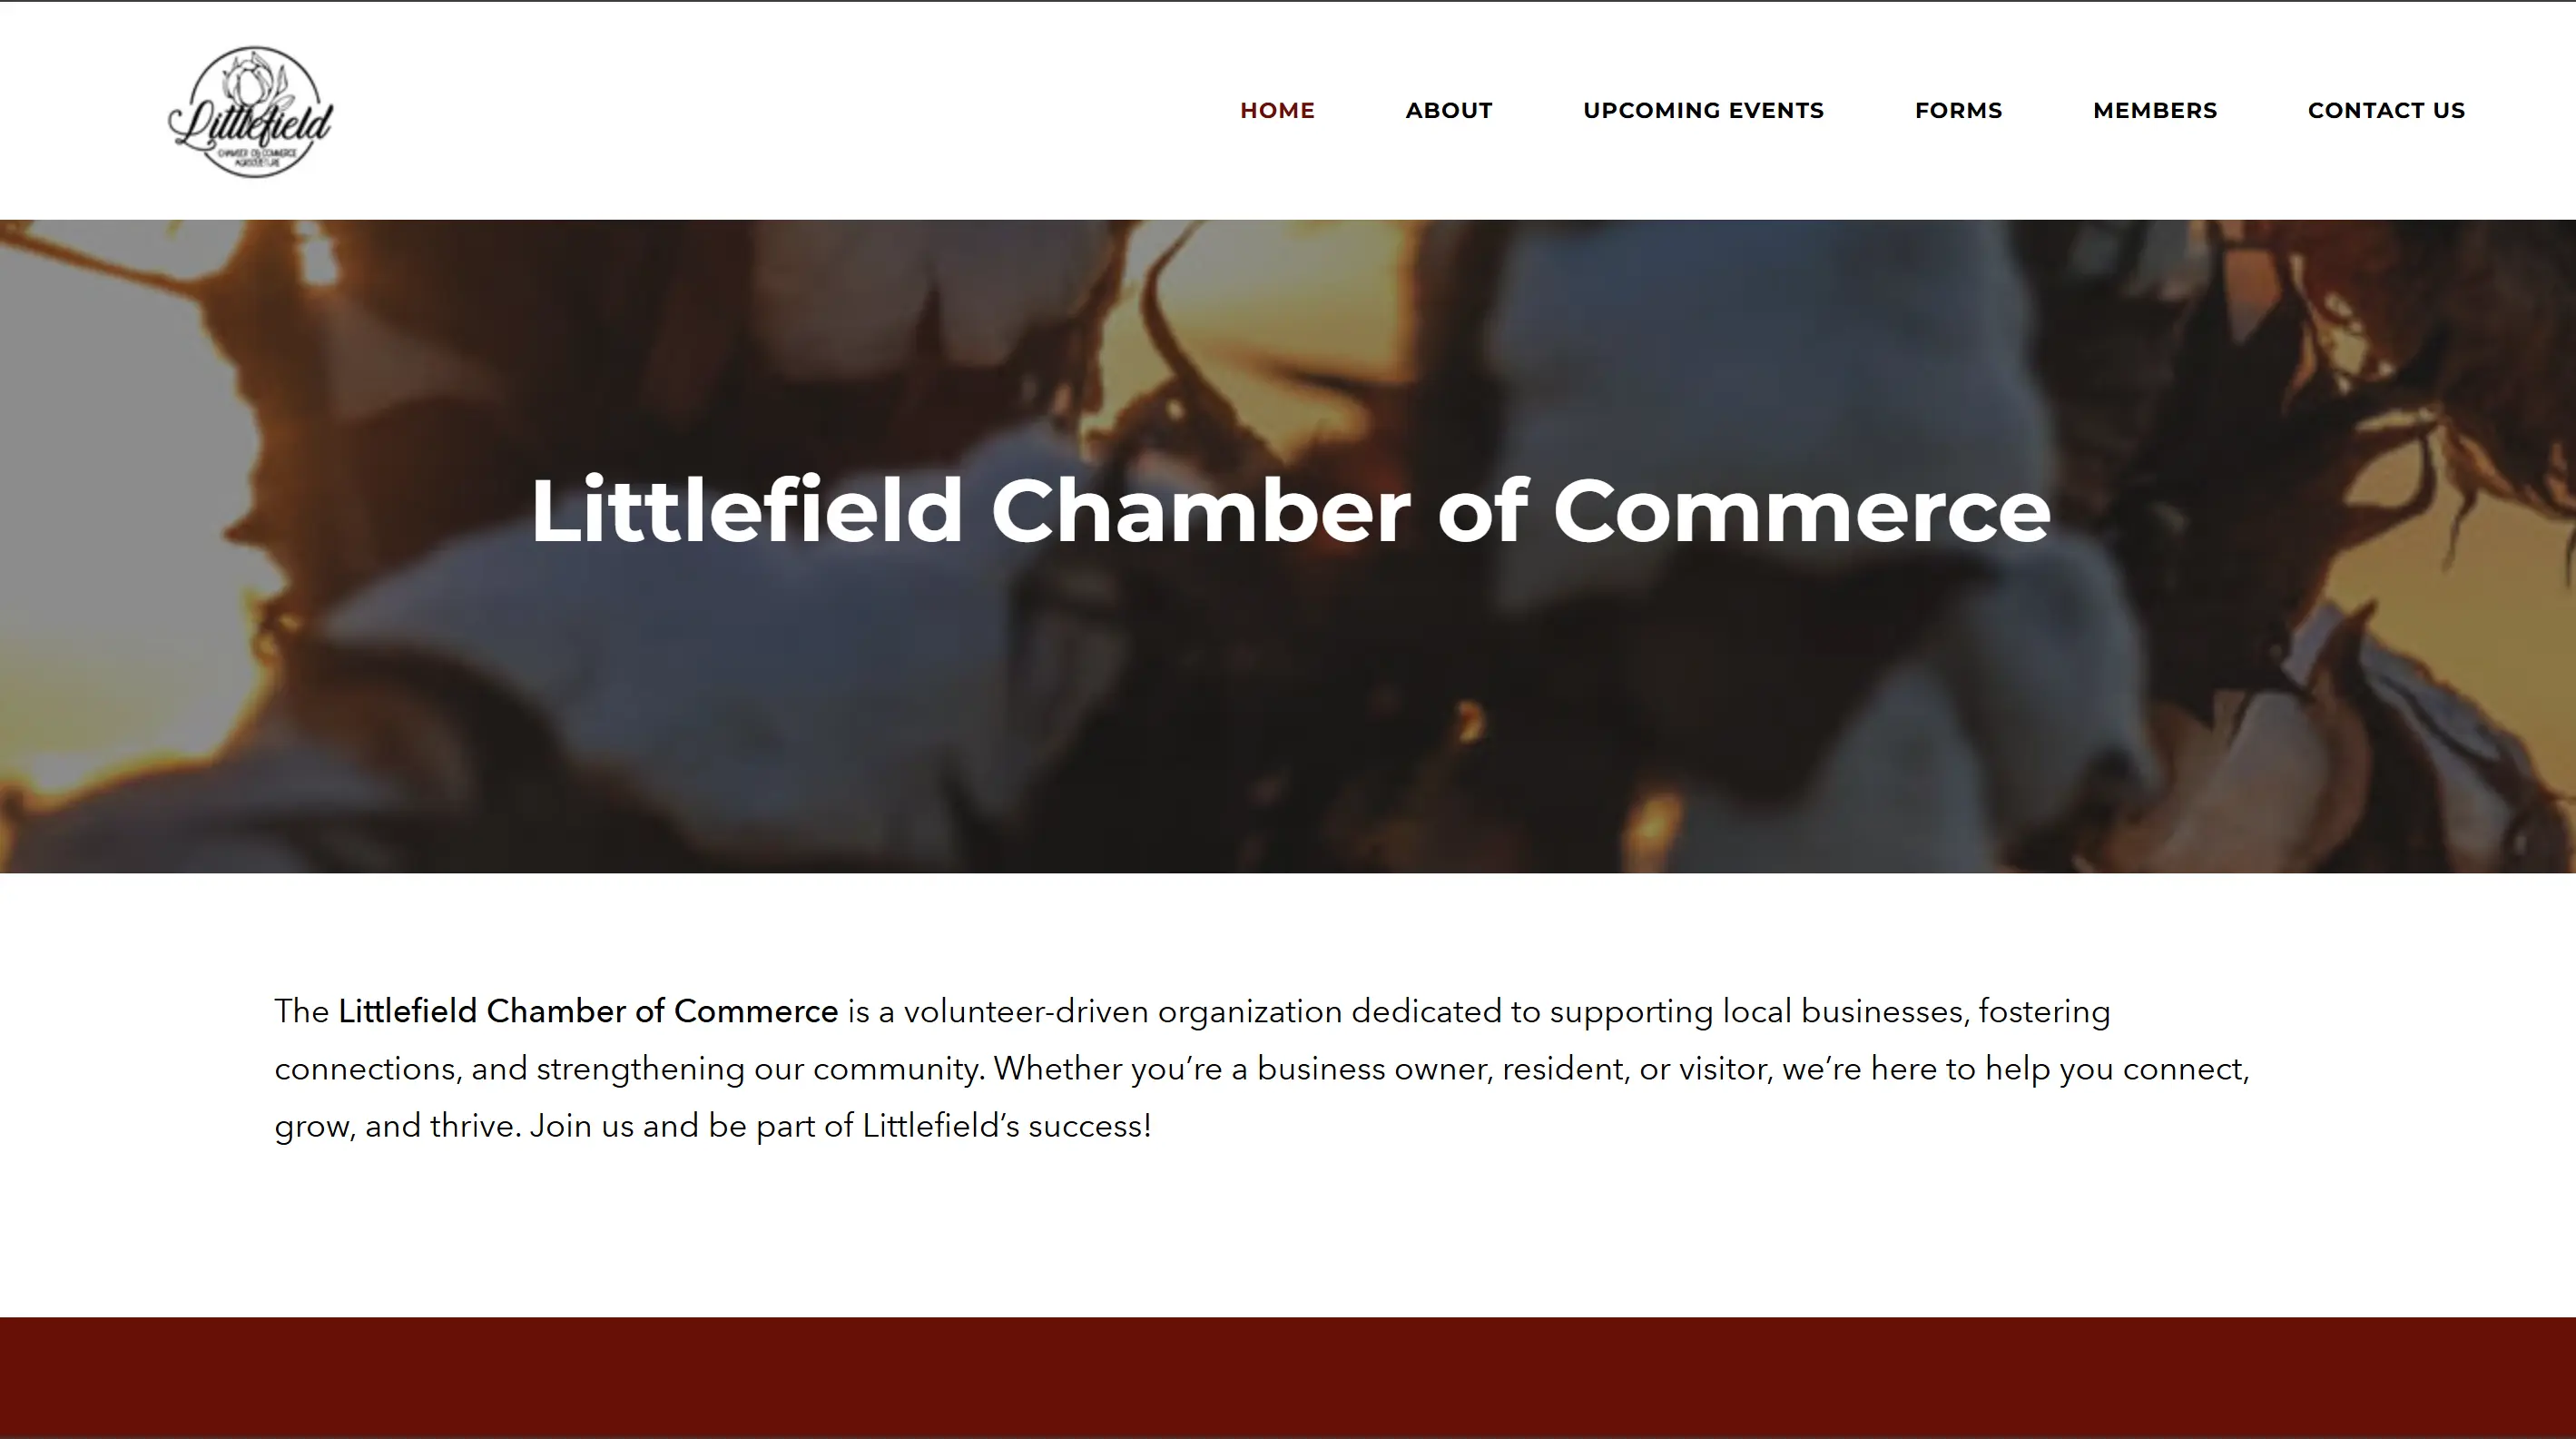 Littlefield
CHAMBER OF COMMERCE
AGRICULTURE
HOME
ABOUT
UPCOMING EVENTS
FORMS
MEMBERS
CONTACT US
Littlefield Chamber of Commerce
The Littlefield Chamber of Commerce is a volunteer-driven organization dedicated to supporting local businesses, fostering
connections, and strengthening our community. Whether you’re a business owner, resident, or visitor, we’re here to help you connect,
grow, and thrive. Join us and be part of Littlefield’s success!